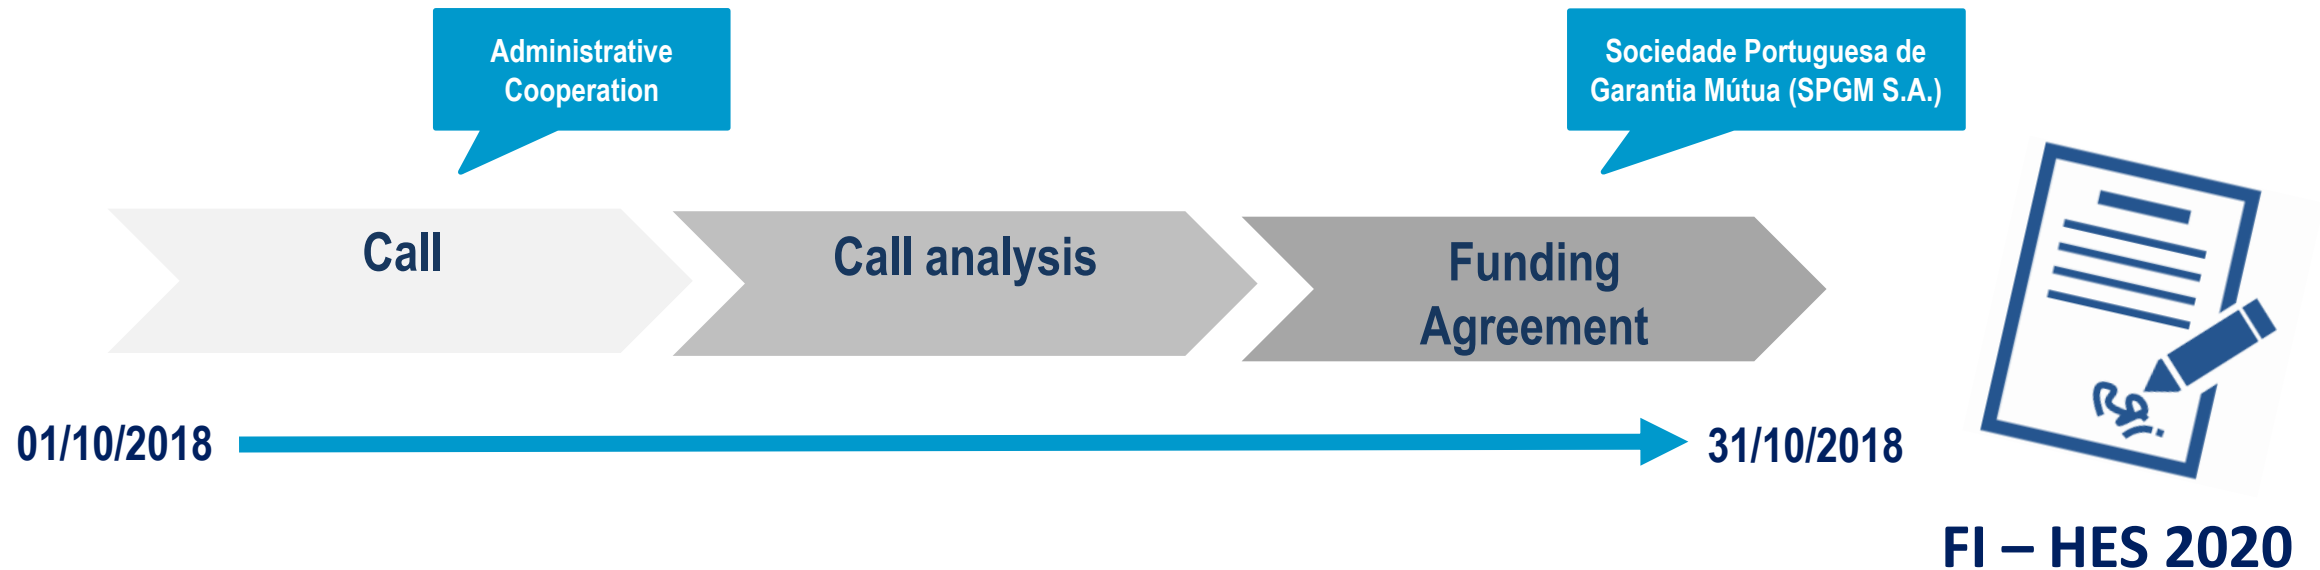 Administrative
Cooperation
Sociedade Portuguesa de
Garantia Mútua (SPGM S.A.)
Call
Call analysis
Funding
Agreement
01/10/2018
31/10/2018
FI – HES 2020